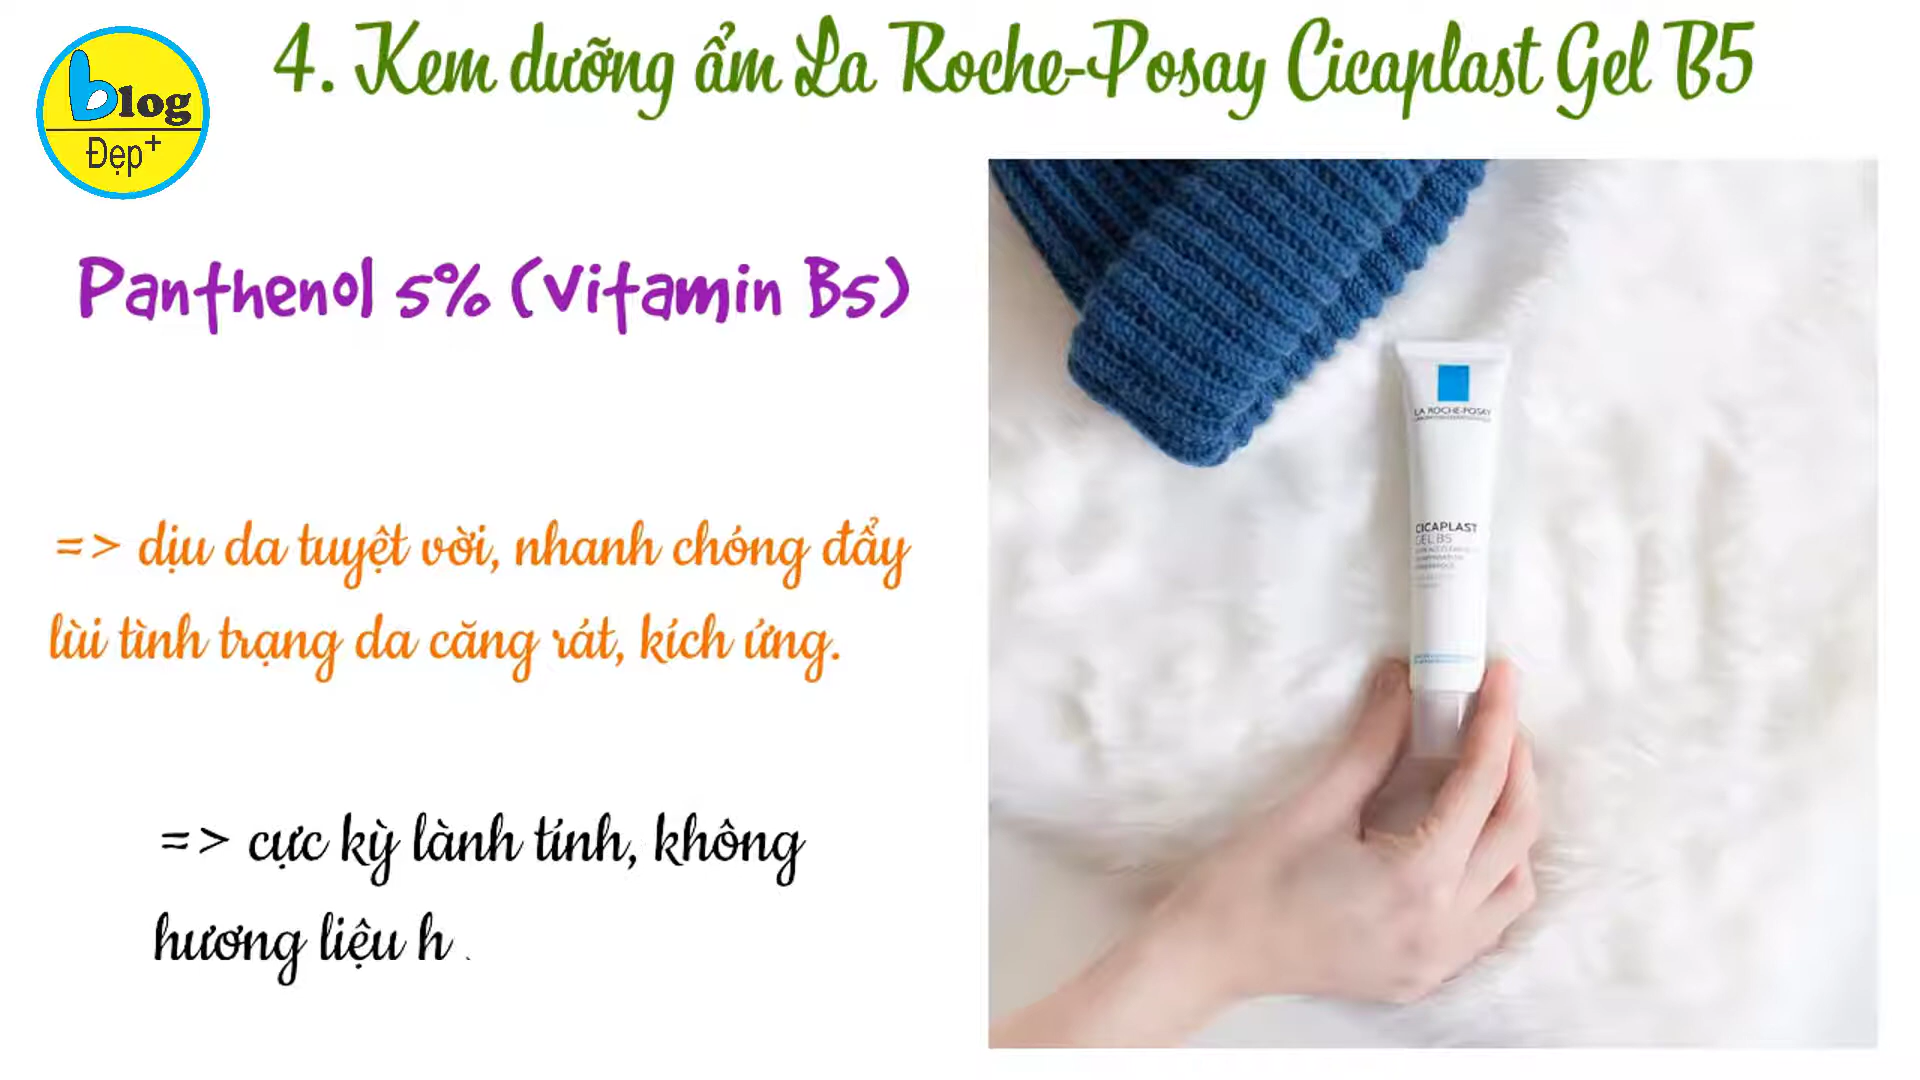 blog
Đẹp+
4. Kem dưỡng ẩm La Roche-Posay Cicaplast Gel B5
Panthenol 5% (Vitamin B5)
=> dịu da tuyệt vời, nhanh chóng đẩy
lùi tình trạng da căng rát, kích ứng.
=> cực kỳ lành tính, không
hương liệu h
LA ROCHE-POSAY
CICAPLAST
GEL B5